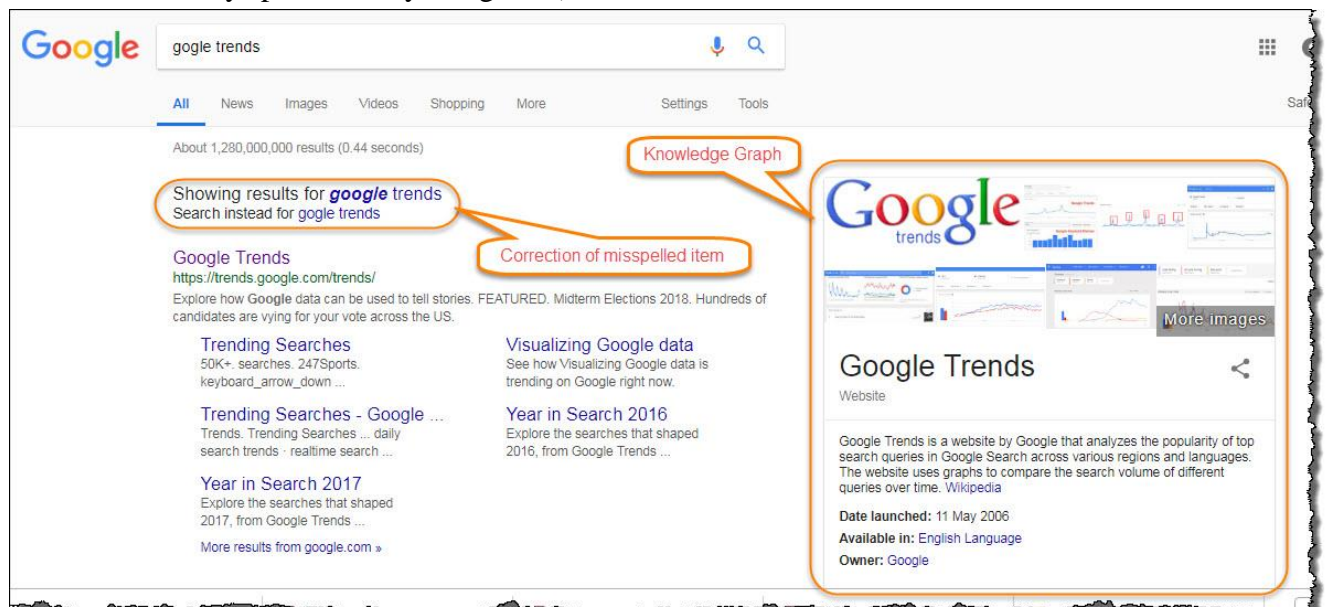 Google
gogle trends
All News Images Videos Shopping More Settings Tools
About 1,280,000,000 results (0.44 seconds)
Knowledge Graph
Showing results for google trends
Search instead for gogle trends
Correction of misspelled item
Google Trends
https://trends.google.com/trends/
Explore how Google data can be used to tell stories. FEATURED. Midterm Elections 2018. Hundreds of
candidates are vying for your vote across the US.
Trending Searches
50K+. searches. 247Sports.
keyboard_arrow_down ...
Visualizing Google data
See how Visualizing Google data is
trending on Google right now.
Trending Searches - Google ...
Trends. Trending Searches ... daily
search trends · realtime search ...
Year in Search 2016
Explore the searches that shaped
2016, from Google Trends ...
Year in Search 2017
Explore the searches that shaped
2017, from Google Trends ...
More results from google.com »
Google
trends
More images
Google Trends
Website
Google Trends is a website by Google that analyzes the popularity of top
search queries in Google Search across various regions and languages.
The website uses graphs to compare the search volume of different
queries over time. Wikipedia
Date launched: 11 May 2006
Available in: English Language
Owner: Google